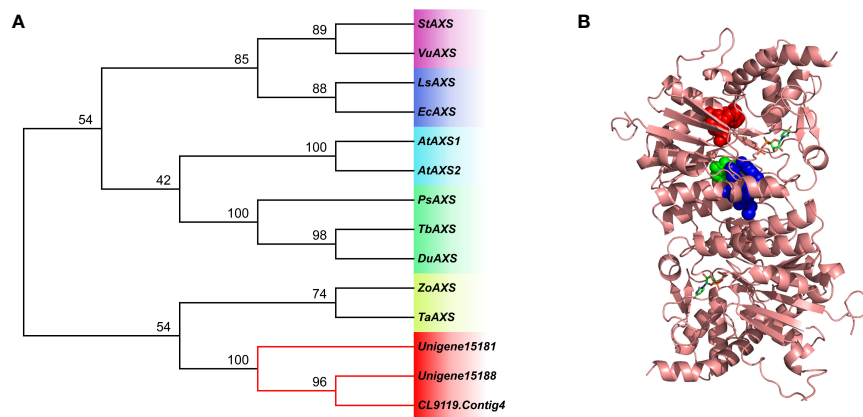 A
B
89
StAXS
VuAXS
85
88
LsAXS
EcAXS
54
100
AtAXS1
AtAXS2
42
100
PsAXS
98
TbAXS
DuAXS
74
ZoAXS
TaAXS
54
100
Unigene15181
96
Unigene15188
CL9119.Contig4